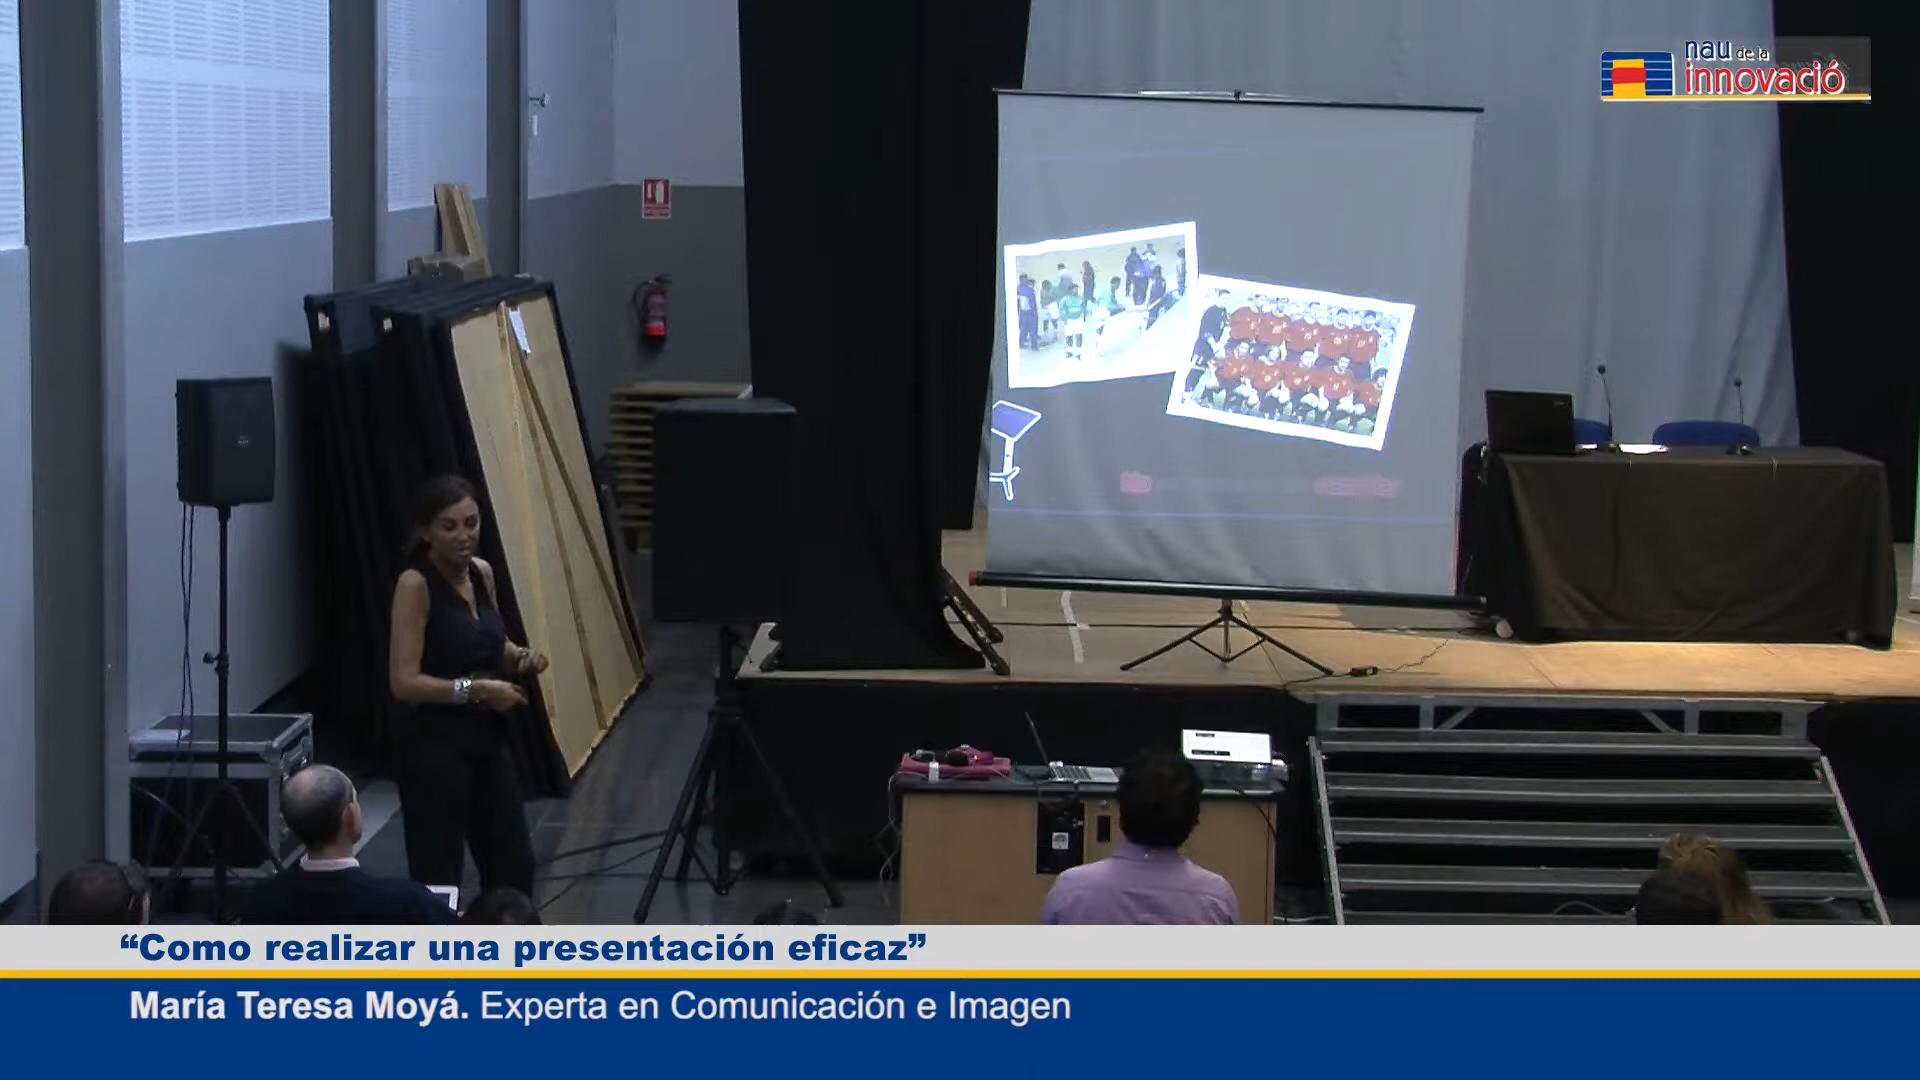 nau de la
innovació
“Como realizar una presentación eficaz”
María Teresa Moyá. Experta en Comunicación e Imagen